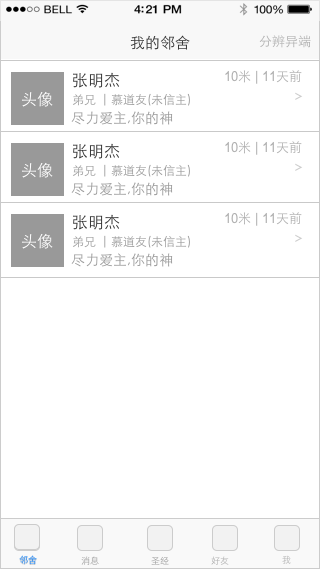 BELL 4:21 PM 100%
我的邻舍 分辨异端
头像
张明杰 10米 | 11天前
弟兄 | 慕道友(未信主) >
尽力爱主,你的神
头像
张明杰 10米 | 11天前
弟兄 | 慕道友(未信主) >
尽力爱主,你的神
头像
张明杰 10米 | 11天前
弟兄 | 慕道友(未信主) >
尽力爱主,你的神
邻舍 消息 圣经 好友 我